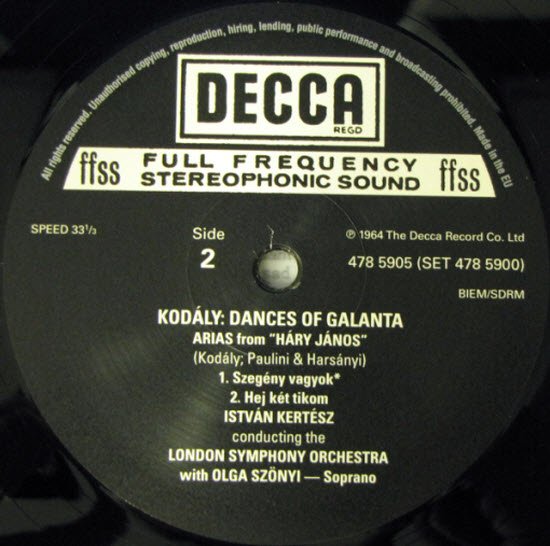 All rights reserved. Unauthorised copying, reproduction, hiring, lending, public performance and broadcasting prohibited. Made in the EU
DECCA
REGD
ffss FULL FREQUENCY STEREOPHONIC SOUND ffss
SPEED 33⅓
Side
2
℗ 1964 The Decca Record Co. Ltd
478 5905 (SET 478 5900)
BIEM/SDRM
KODÁLY: DANCES OF GALANTA
ARIAS from "HÁRY JÁNOS"
(Kodály; Paulini & Harsányi)
1. Szegény vagyok*
2. Hej két tikom
ISTVÁN KERTÉSZ
conducting the
LONDON SYMPHONY ORCHESTRA
with OLGA SZÖNYI — Soprano